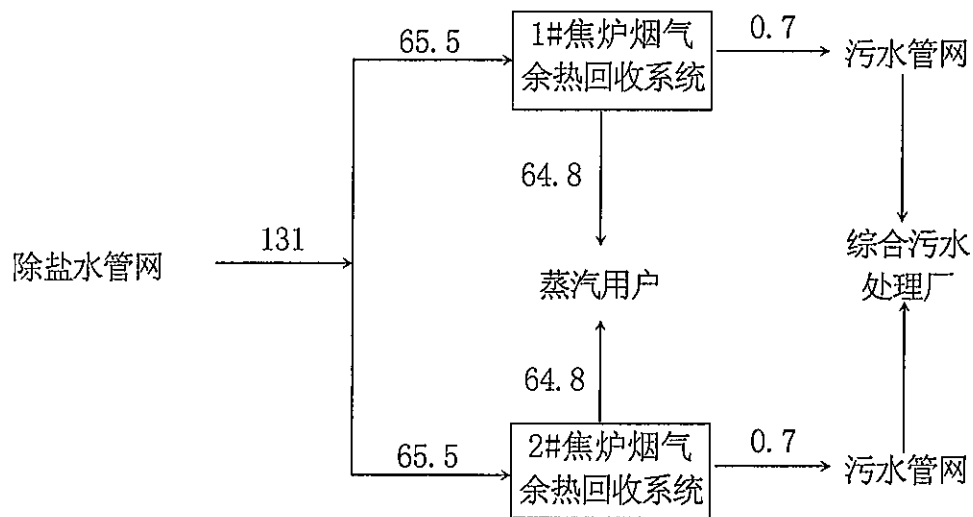 65.5
1#焦炉烟气
余热回收系统
0.7
污水管网
64.8
除盐水管网
131
蒸汽用户
综合污水
处理厂
64.8
65.5
2#焦炉烟气
余热回收系统
0.7
污水管网